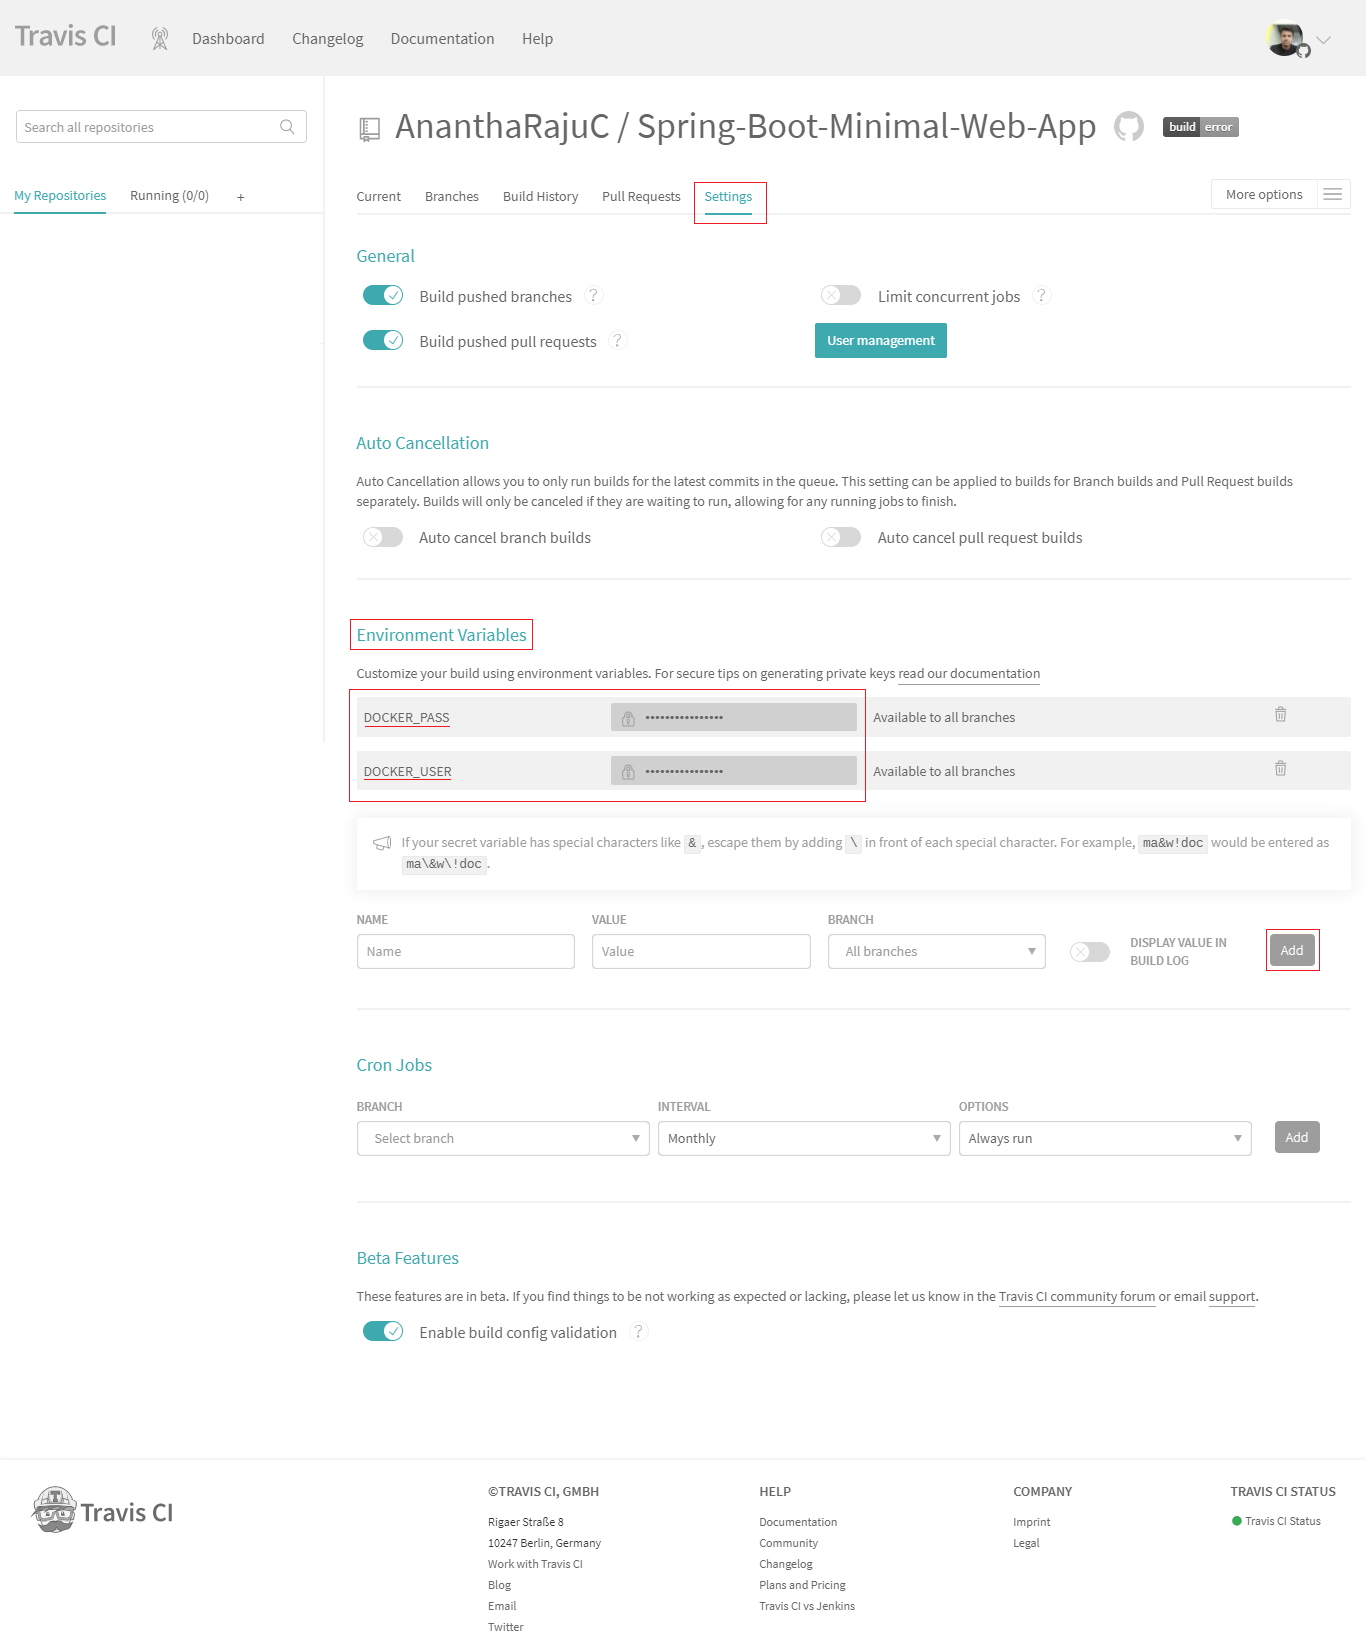 Travis CI
Dashboard Changelog Documentation Help
Search all repositories
My Repositories Running (0/0) +
AnanthaRajuC / Spring-Boot-Minimal-Web-App build error
Current Branches Build History Pull Requests Settings More options
General
Build pushed branches ? Limit concurrent jobs ?
Build pushed pull requests ? User management
Auto Cancellation
Auto Cancellation allows you to only run builds for the latest commits in the queue. This setting can be applied to builds for Branch builds and Pull Request builds
separately. Builds will only be canceled if they are waiting to run, allowing for any running jobs to finish.
Auto cancel branch builds Auto cancel pull request builds
Environment Variables
Customize your build using environment variables. For secure tips on generating private keys read our documentation
DOCKER_PASS •••••••••••••••• Available to all branches
DOCKER_USER •••••••••••••••• Available to all branches
If your secret variable has special characters like &, escape them by adding \ in front of each special character. For example, ma&w!doc would be entered as
ma\&w\!doc.
NAME VALUE BRANCH
Name Value All branches DISPLAY VALUE IN Add
BUILD LOG
Cron Jobs
BRANCH INTERVAL OPTIONS
Select branch Monthly Always run Add
Beta Features
These features are in beta. If you find things to be not working as expected or lacking, please let us know in the Travis CI community forum or email support.
Enable build config validation ?
Travis CI
©TRAVIS CI, GMBH
Rigaer Straße 8
10247 Berlin, Germany
Work with Travis CI
Blog
Email
Twitter
HELP
Documentation
Community
Changelog
Plans and Pricing
Travis CI vs Jenkins
COMPANY
Imprint
Legal
TRAVIS CI STATUS
Travis CI Status